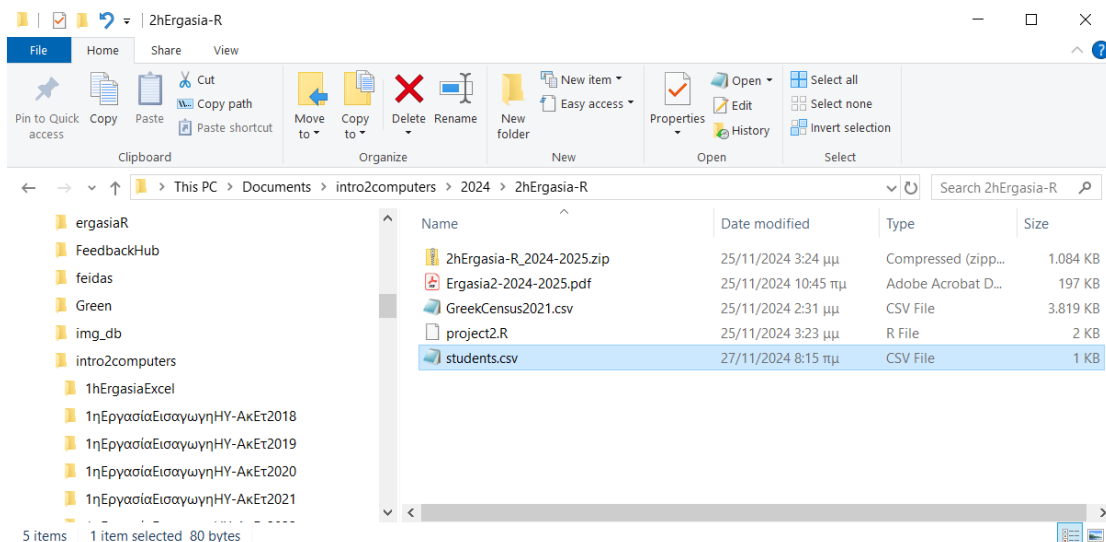 2hErgasia-R
File Home Share View
Pin to Quick access
Copy
Paste
Cut
Copy path
Paste shortcut
Clipboard
Move to
Copy to
Delete
Rename
Organize
New folder
New item
Easy access
New
Properties
Open
Edit
History
Open
Select all
Select none
Invert selection
Select
This PC > Documents > intro2computers > 2024 > 2hErgasia-R
Search 2hErgasia-R
ergasiaR
FeedbackHub
feidas
Green
img_db
intro2computers
1hErgasiaExcel
1ηΕργασίαΕισαγωγηΗΥ-ΑκΕτ2018
1ηΕργασίαΕισαγωγηΗΥ-ΑκΕτ2019
1ηΕργασίαΕισαγωγηΗΥ-ΑκΕτ2020
1ηΕργασίαΕισαγωγηΗΥ-ΑκΕτ2021
Name Date modified Type Size
2hErgasia-R_2024-2025.zip 25/11/2024 3:24 μμ Compressed (zipp... 1.084 KB
Ergasia2-2024-2025.pdf 25/11/2024 10:45 πμ Adobe Acrobat D... 197 KB
GreekCensus2021.csv 25/11/2024 2:31 μμ CSV File 3.819 KB
project2.R 25/11/2024 3:23 μμ R File 2 KB
students.csv 27/11/2024 8:15 πμ CSV File 1 KB
5 items 1 item selected 80 bytes